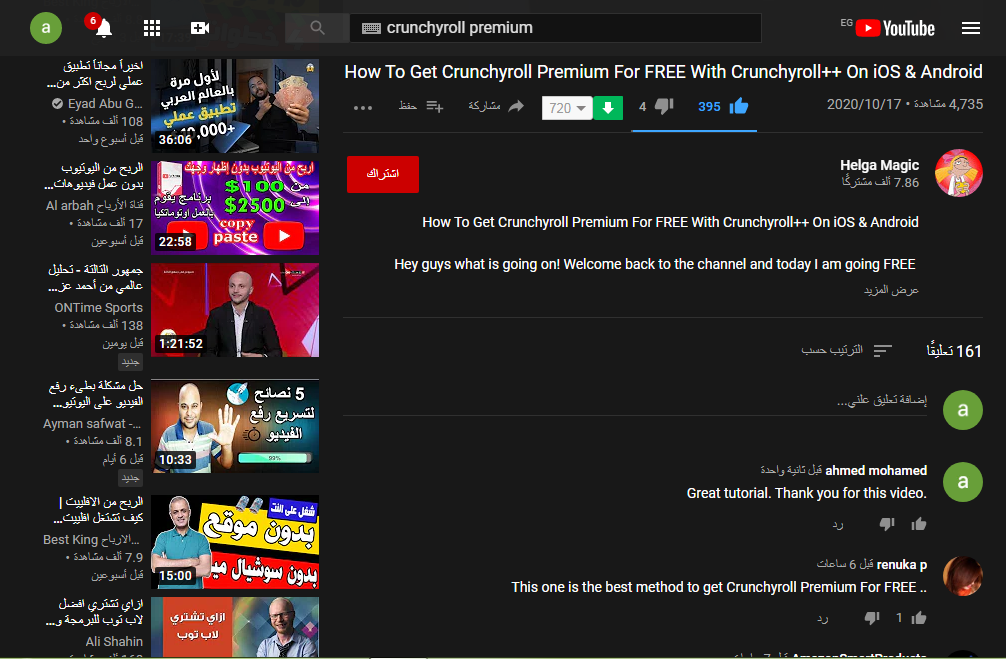 a
6
crunchyroll premium
EG
YouTube
How To Get Crunchyroll Premium For FREE With Crunchyroll++ On iOS & Android
4,735 مشاهدة • 2020/10/17
395
4
720
مشاركة
حفظ
Helga Magic
7.86 ألف مشتركًا
اشتراك
How To Get Crunchyroll Premium For FREE With Crunchyroll++ On iOS & Android
Hey guys what is going on! Welcome back to the channel and today I am going FREE
عرض المزيد
161 تعليقًا
الترتيب حسب
a
إضافة تعليق علني...
a
ahmed mohamed قبل ثانية واحدة
Great tutorial. Thank you for this video.
رد
renuka p قبل 6 ساعات
This one is the best method to get Crunchyroll Premium For FREE ..
1
رد
AmazonSmartProducts قبل 7 ساعات
لأول مرة
بالعالم العربي
تطبيق عملي
36:06
اخيراً مجاناً تطبيق
عملي لربح اكثر من...
Eyad Abu G...
108 ألف مشاهدة •
قبل أسبوع واحد
اربح من اليوتيوب بدون إظهار وجهك
من $100
إلى $2500
برنامج يقوم
بالعمل اوتوماتكيا
copy
paste
22:58
الربح من اليوتيوب
بدون عمل فيديوهات...
قناة الأرباح Al arbah
17 ألف مشاهدة •
قبل أسبوعين
1:21:52
جمهور التالتة - تحليل
عالمي من أحمد عز...
ONTime Sports
138 ألف مشاهدة •
قبل يومين
جديد
5 نصائح
لتسريع رفع
الفيديو
99%
10:33
حل مشكلة بطىء رفع
الفيديو على اليوتيو...
Ayman safwat -...
8.1 ألف مشاهدة •
قبل 6 أيام
جديد
شغل على النت
بدون موقع
بدون سوشيال ميديا
15:00
الربح من الافلييت |
كيف تشتغل افلييت...
Best King الارباح...
7.9 ألف مشاهدة •
قبل أسبوعين
ازاي تشتري
لاب توب
ازاي تشتري افضل
لاب توب للبرمجة و...
Ali Shahin